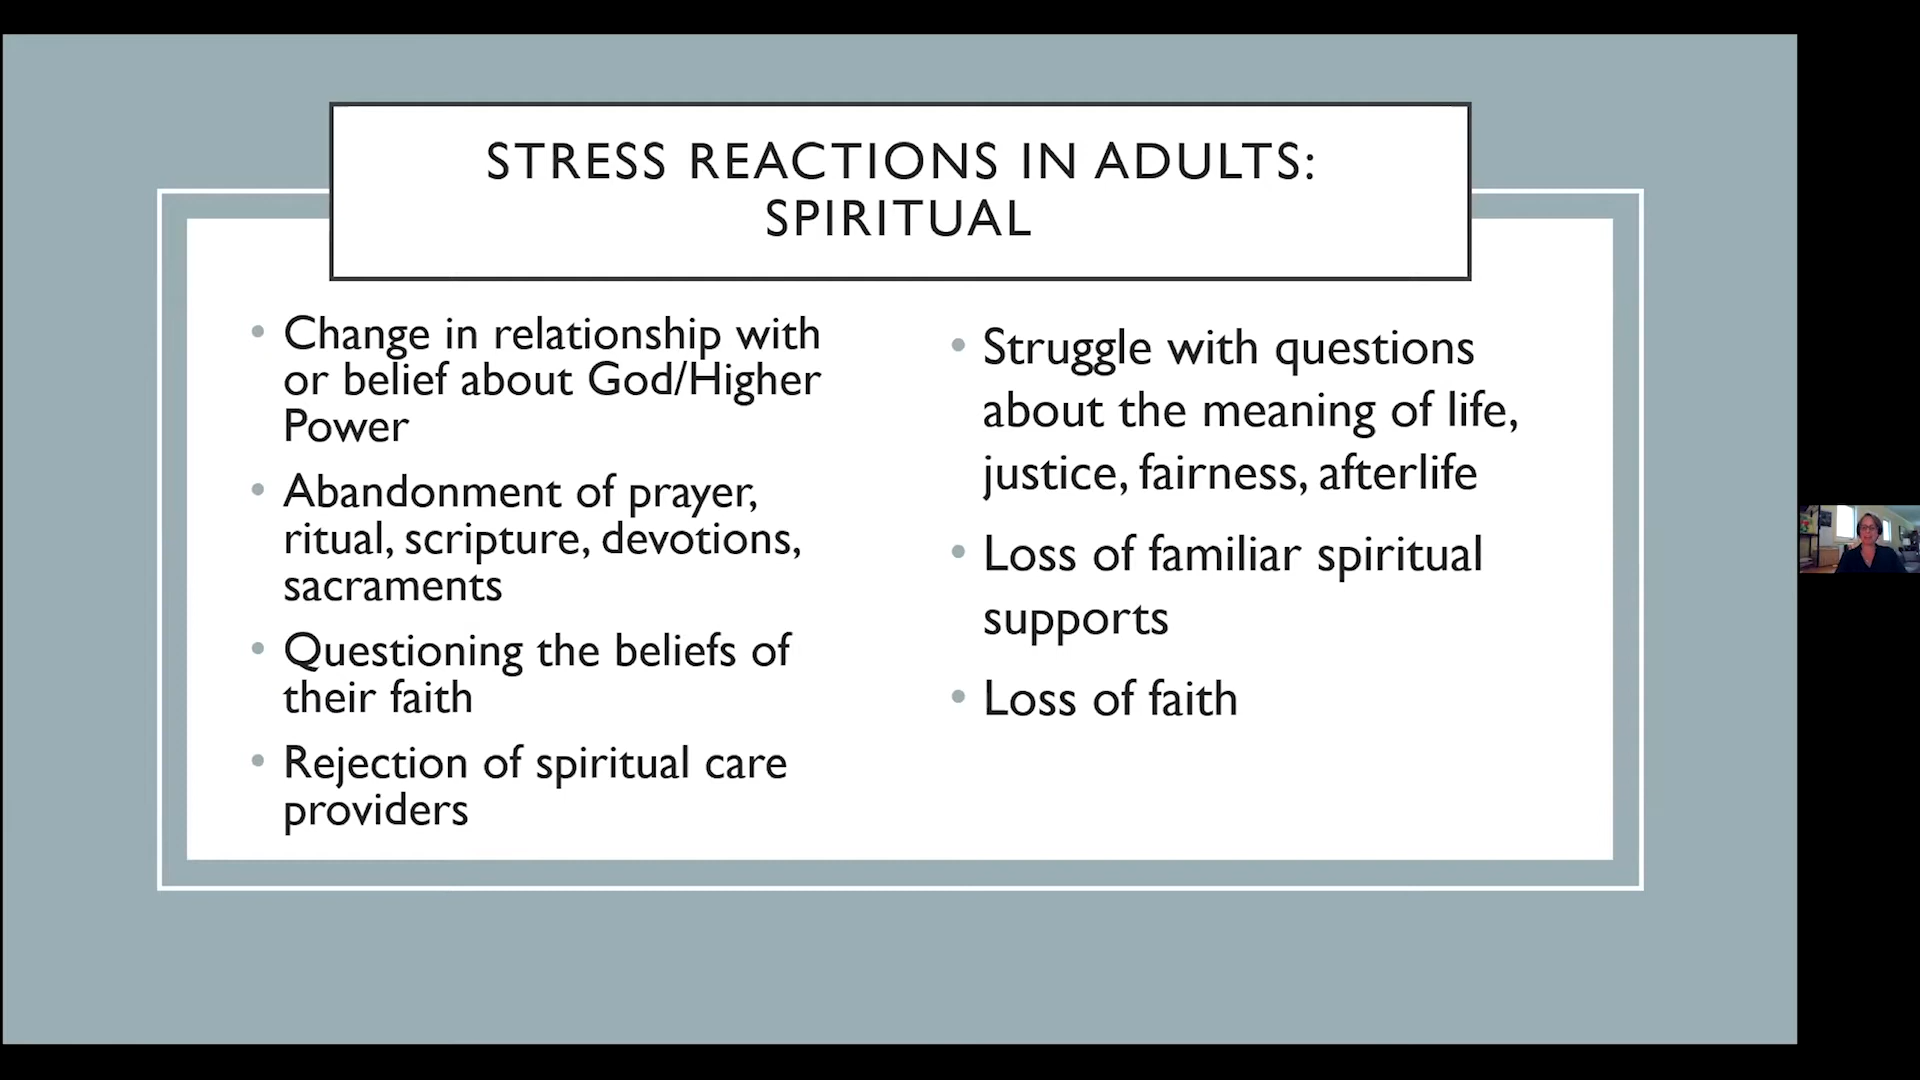 STRESS REACTIONS IN ADULTS:
SPIRITUAL
• Change in relationship with
or belief about God/Higher
Power
• Abandonment of prayer,
ritual, scripture, devotions,
sacraments
• Questioning the beliefs of
their faith
• Rejection of spiritual care
providers
• Struggle with questions
about the meaning of life,
justice, fairness, afterlife
• Loss of familiar spiritual
supports
• Loss of faith